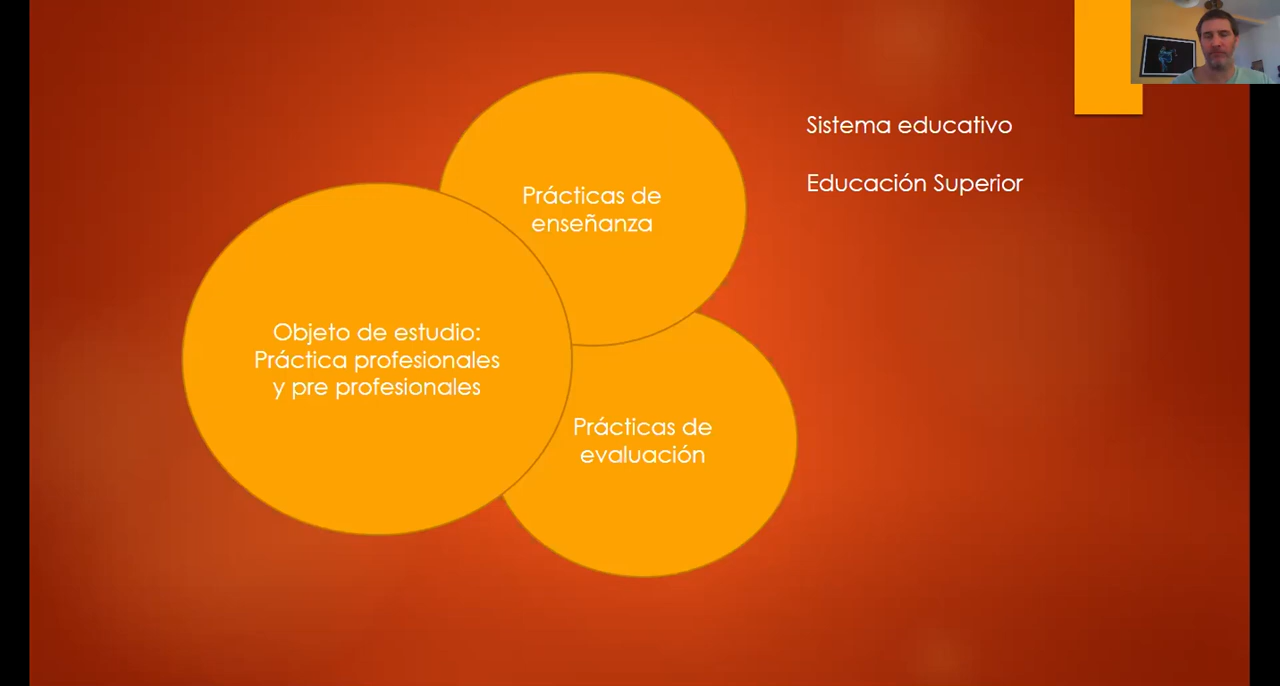 Sistema educativo
Educación Superior
Prácticas de
enseñanza
Objeto de estudio:
Práctica profesionales
y pre profesionales
Prácticas de
evaluación